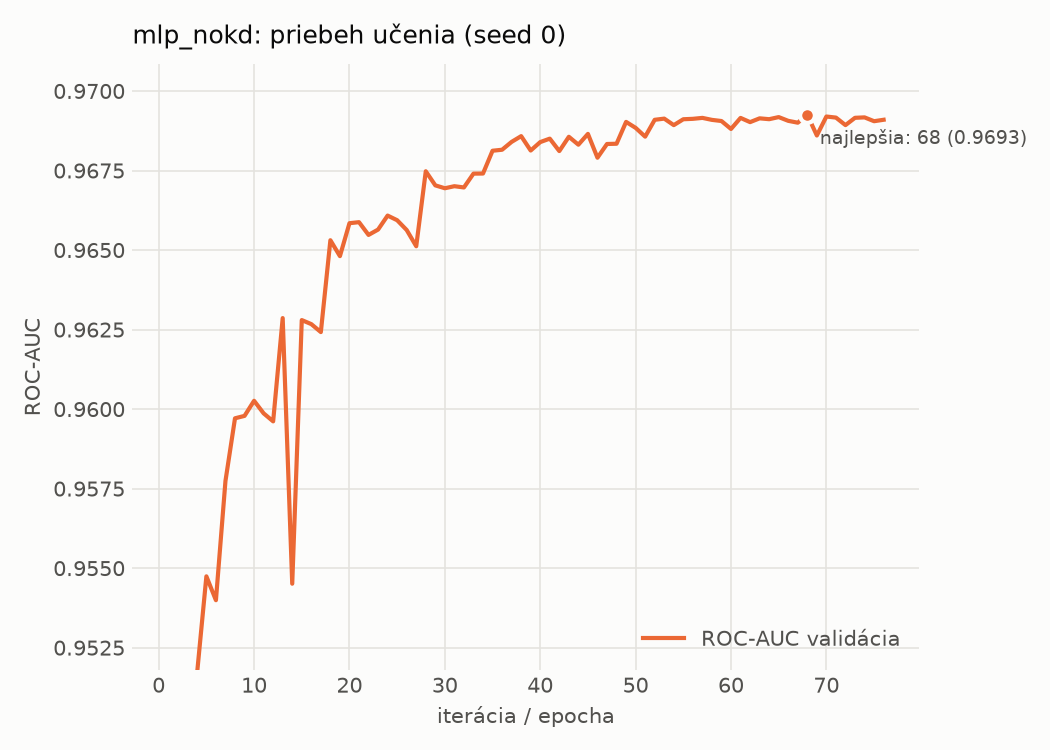 mlp_nokd: priebeh učenia (seed 0)
ROC-AUC
0.9700
0.9675
0.9650
0.9625
0.9600
0.9575
0.9550
0.9525
najlepšia: 68 (0.9693)
ROC-AUC validácia
0 10 20 30 40 50 60 70
iterácia / epocha